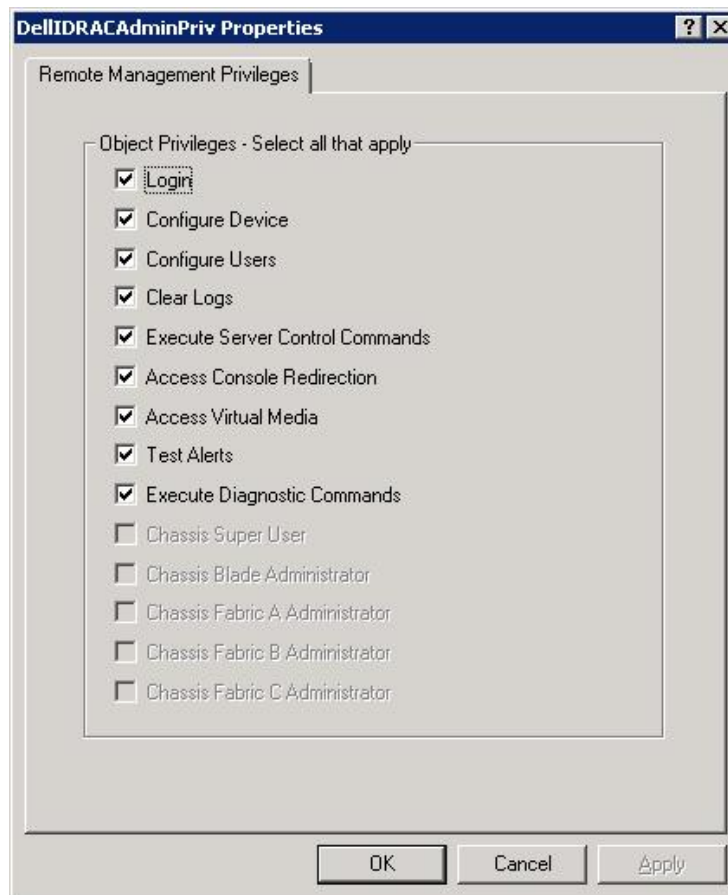 DellIDRACAdminPriv Properties
Remote Management Privileges
Object Privileges - Select all that apply
Login
Configure Device
Configure Users
Clear Logs
Execute Server Control Commands
Access Console Redirection
Access Virtual Media
Test Alerts
Execute Diagnostic Commands
Chassis Super User
Chassis Blade Administrator
Chassis Fabric A Administrator
Chassis Fabric B Administrator
Chassis Fabric C Administrator
OK Cancel Apply